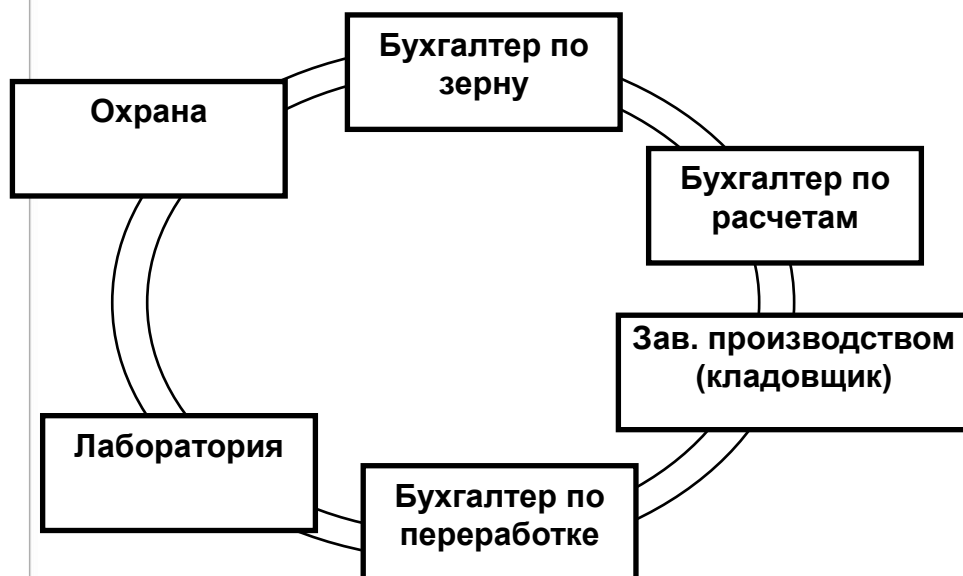 Бухгалтер по
зерну
Охрана
Бухгалтер по
расчетам
Зав. производством
(кладовщик)
Лаборатория
Бухгалтер по
переработке